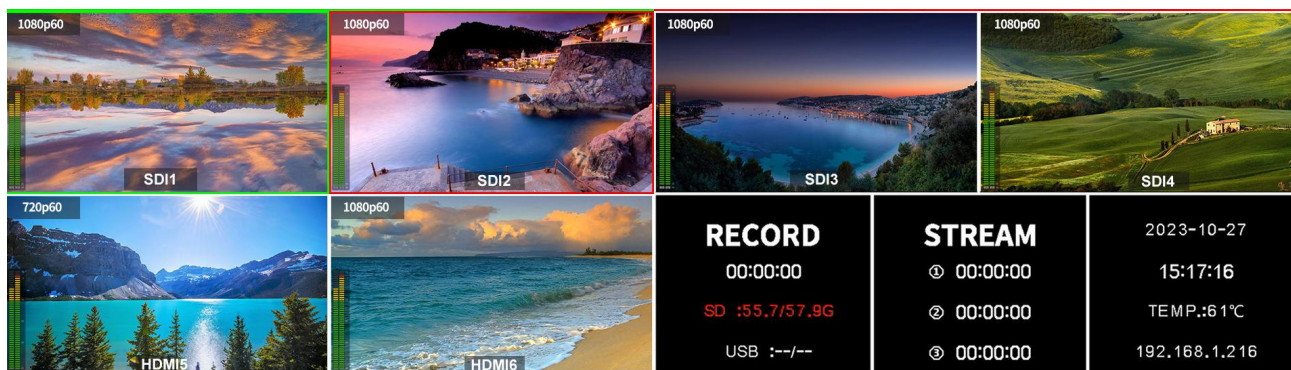 1080p60
SDI1
1080p60
SDI2
1080p60
SDI3
1080p60
SDI4
720p60
HDMI5
1080p60
HDMI6
RECORD
00:00:00
SD :55.7/57.9G
USB :--/--
STREAM
① 00:00:00
② 00:00:00
③ 00:00:00
2023-10-27
15:17:16
TEMP.:61℃
192.168.1.216